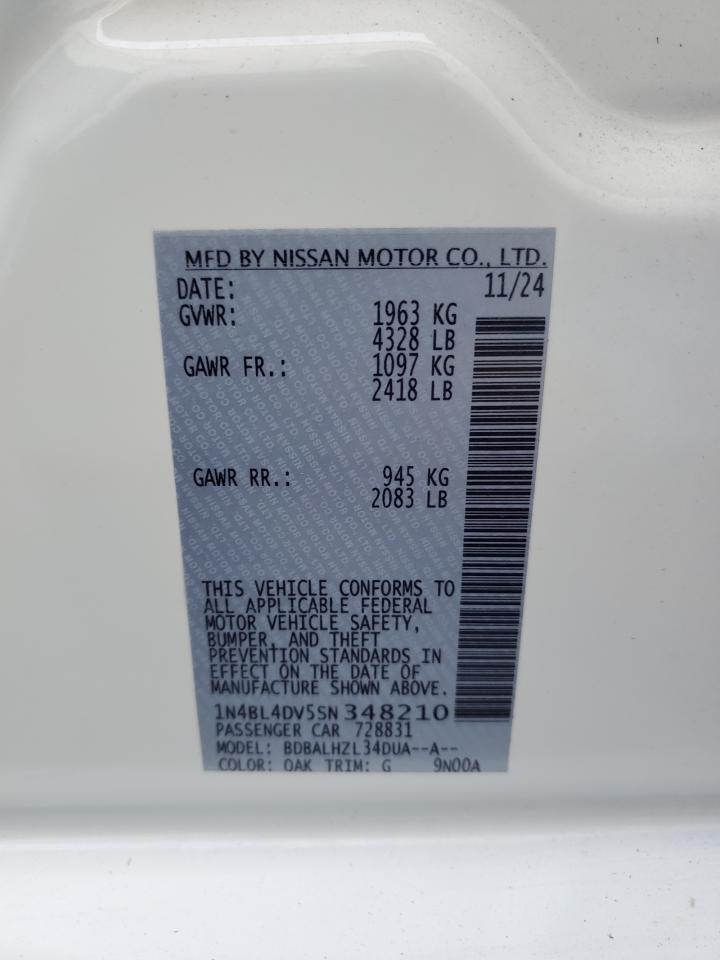 MFD BY NISSAN MOTOR CO., LTD.
DATE: 11/24
GVWR: 1963 KG
4328 LB
GAWR FR.: 1097 KG
2418 LB
GAWR RR.: 945 KG
2083 LB
THIS VEHICLE CONFORMS TO
ALL APPLICABLE FEDERAL
MOTOR VEHICLE SAFETY,
BUMPER, AND THEFT
PREVENTION STANDARDS IN
EFFECT ON THE DATE OF
MANUFACTURE SHOWN ABOVE.
1N4BL4DV5SN348210
PASSENGER CAR 728831
MODEL: BDBALHZL34DUA--A--
COLOR: QAK TRIM: G 9N00A